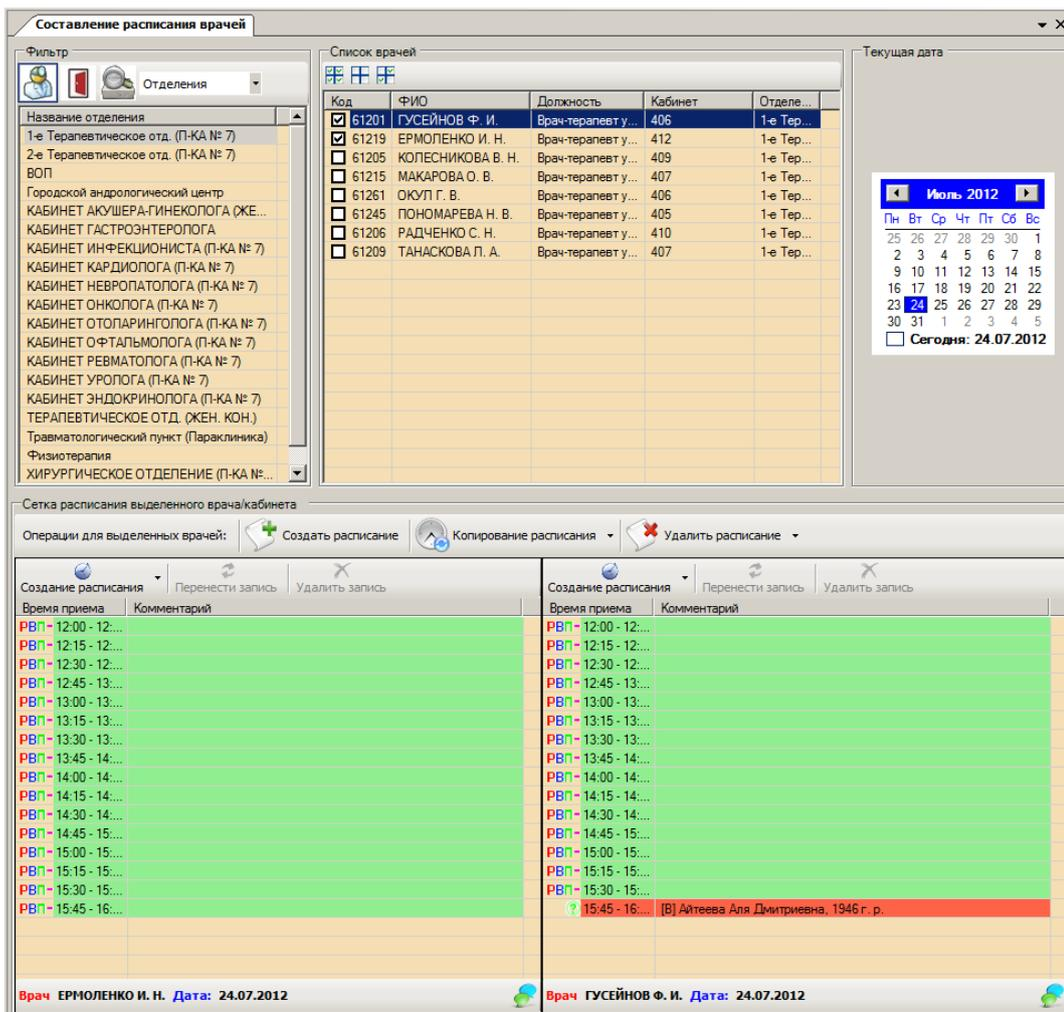 Составление расписания врачей
Фильтр
Отделения
Название отделения
1-е Терапевтическое отд. (П-КА № 7)
2-е Терапевтическое отд. (П-КА № 7)
ВОП
Городской андрологический центр
КАБИНЕТ АКУШЕРА-ГИНЕКОЛОГА (ЖЕ...
КАБИНЕТ ГАСТРОЭНТЕРОЛОГА
КАБИНЕТ ИНФЕКЦИОНИСТА (П-КА № 7)
КАБИНЕТ КАРДИОЛОГА (П-КА № 7)
КАБИНЕТ НЕВРОПАТОЛОГА (П-КА № 7)
КАБИНЕТ ОНКОЛОГА (П-КА № 7)
КАБИНЕТ ОТОЛАРИНГОЛОГА (П-КА № 7)
КАБИНЕТ ОФТАЛЬМОЛОГА (П-КА № 7)
КАБИНЕТ РЕВМАТОЛОГА (П-КА № 7)
КАБИНЕТ УРОЛОГА (П-КА № 7)
КАБИНЕТ ЭНДОКРИНОЛОГА (П-КА № 7)
ТЕРАПЕВТИЧЕСКОЕ ОТД. (ЖЕН. КОН.)
Травматологический пункт (Параклиника)
Физиотерапия
ХИРУРГИЧЕСКОЕ ОТДЕЛЕНИЕ (П-КА №...
Список врачей
Код ФИО Должность Кабинет Отделе...
61201 ГУСЕЙНОВ Ф. И. Врач-терапевт у... 406 1-е Тер...
61219 ЕРМОЛЕНКО И. Н. Врач-терапевт у... 412 1-е Тер...
61205 КОЛЕСНИКОВА В. Н. Врач-терапевт у... 409 1-е Тер...
61215 МАКАРОВА О. В. Врач-терапевт у... 407 1-е Тер...
61261 ОКУЛ Г. В. Врач-терапевт у... 406 1-е Тер...
61245 ПОНОМАРЕВА Н. В. Врач-терапевт у... 405 1-е Тер...
61206 РАДЧЕНКО С. Н. Врач-терапевт у... 410 1-е Тер...
61209 ТАНАСКОВА Л. А. Врач-терапевт у... 407 1-е Тер...
Текущая дата
Июль 2012
Пн Вт Ср Чт Пт Сб Вс
25 26 27 28 29 30 1
2 3 4 5 6 7 8
9 10 11 12 13 14 15
16 17 18 19 20 21 22
23 24 25 26 27 28 29
30 31 1 2 3 4 5
Сегодня: 24.07.2012
Сетка расписания выделенного врача/кабинета
Операции для выделенных врачей: Создать расписание Копирование расписания Удалить расписание
Создание расписания Перенести запись Удалить запись
Время приема Комментарий
РВП- 12:00 - 12:...
РВП- 12:15 - 12:...
РВП- 12:30 - 12:...
РВП- 12:45 - 13:...
РВП- 13:00 - 13:...
РВП- 13:15 - 13:...
РВП- 13:30 - 13:...
РВП- 13:45 - 14:...
РВП- 14:00 - 14:...
РВП- 14:15 - 14:...
РВП- 14:30 - 14:...
РВП- 14:45 - 15:...
РВП- 15:00 - 15:...
РВП- 15:15 - 15:...
РВП- 15:30 - 15:...
РВП- 15:45 - 16:...
Врач ЕРМОЛЕНКО И. Н. Дата: 24.07.2012
Создание расписания Перенести запись Удалить запись
Время приема Комментарий
РВП- 12:00 - 12:...
РВП- 12:15 - 12:...
РВП- 12:30 - 12:...
РВП- 12:45 - 13:...
РВП- 13:00 - 13:...
РВП- 13:15 - 13:...
РВП- 13:30 - 13:...
РВП- 13:45 - 14:...
РВП- 14:00 - 14:...
РВП- 14:15 - 14:...
РВП- 14:30 - 14:...
РВП- 14:45 - 15:...
РВП- 15:00 - 15:...
РВП- 15:15 - 15:...
РВП- 15:30 - 15:...
? 15:45 - 16:... [В] Айтеева Аля Дмитриевна, 1946 г. р.
Врач ГУСЕЙНОВ Ф. И. Дата: 24.07.2012